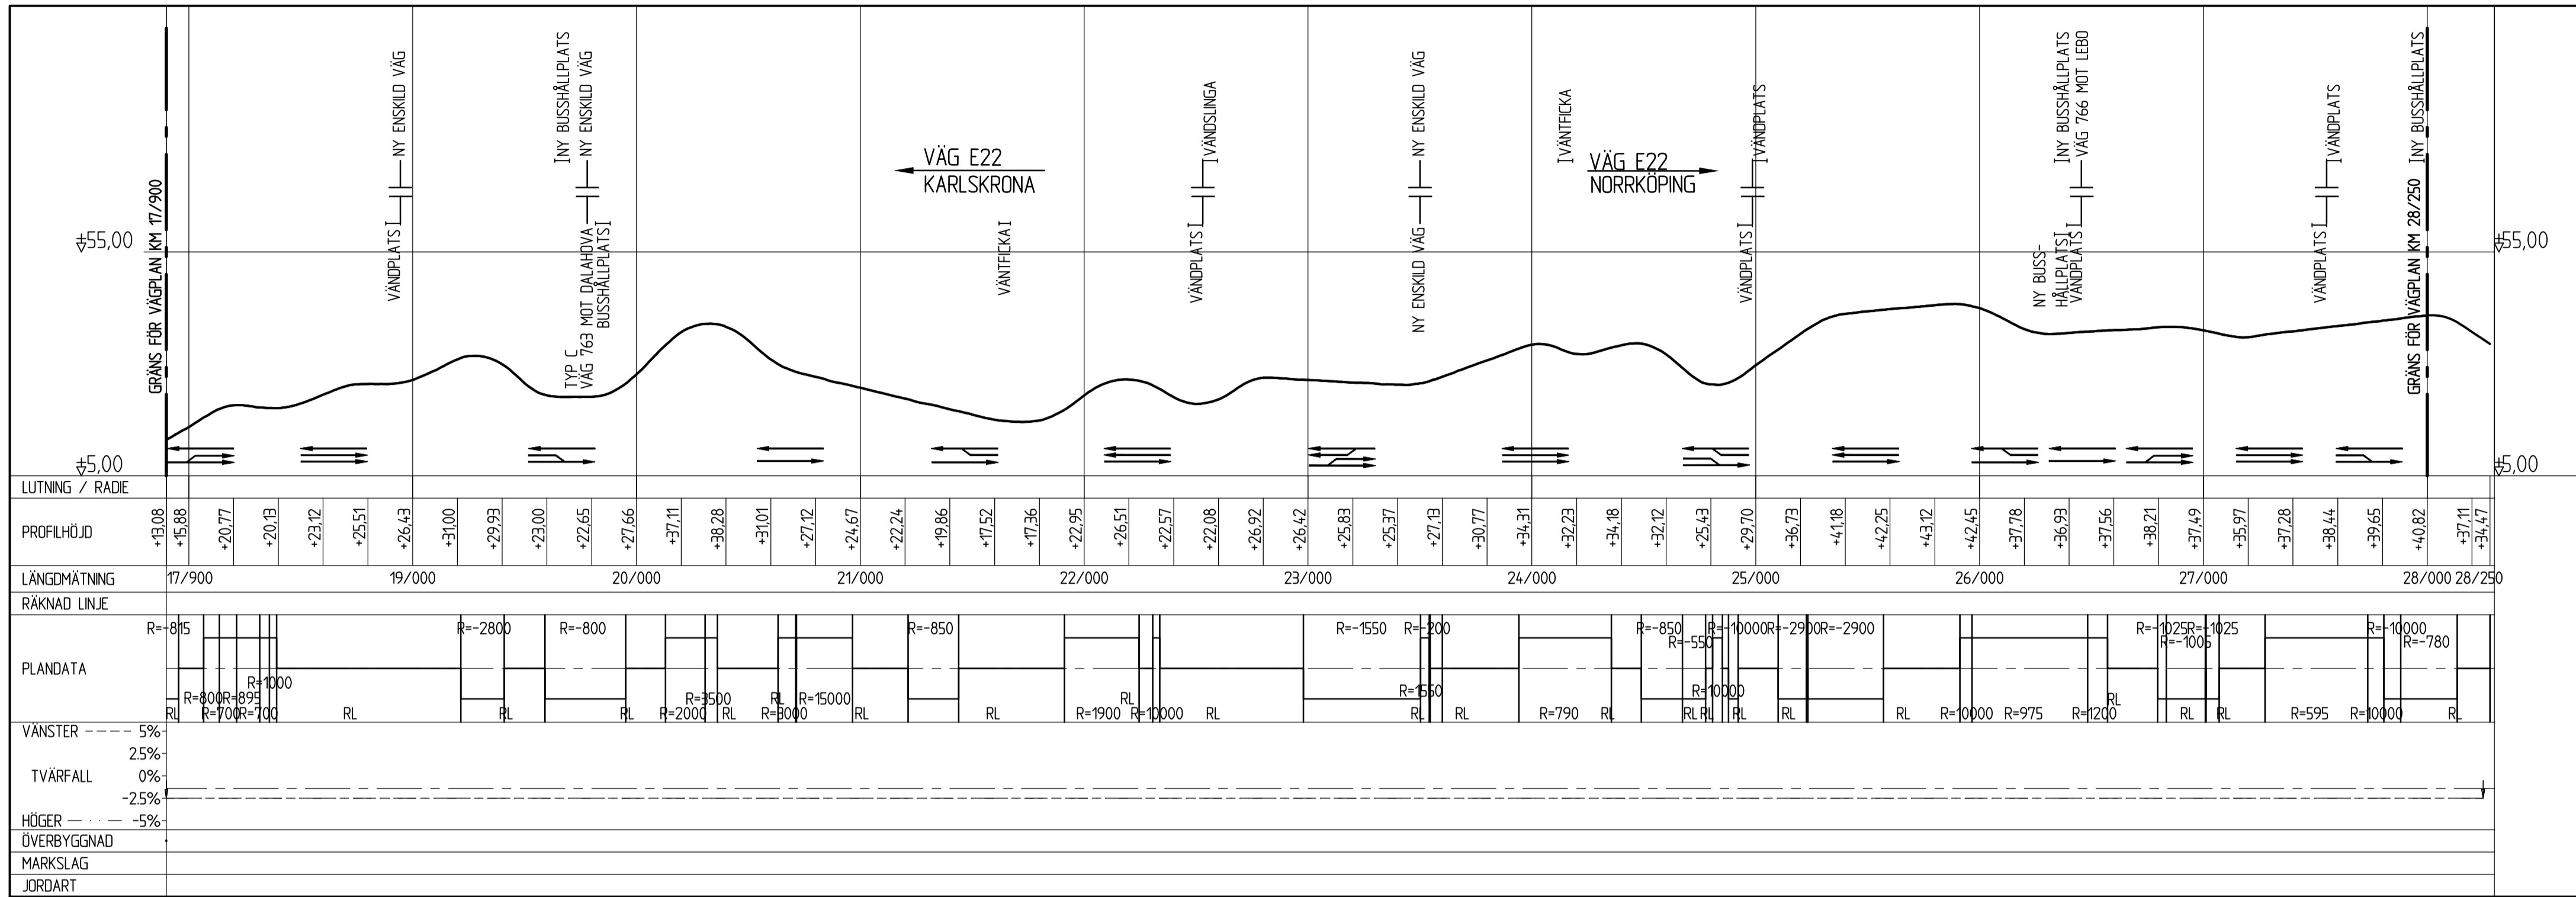 NY ENSKILD VÄG
NY BUSSHÅLLPLATS
NY ENSKILD VÄG
VÄG E22
KARLSKRONA
VÄNDSLINGA
NY ENSKILD VÄG
VÄNTFICKA
VÄG E22
NORRKÖPING
VÄNDPLATS
NY BUSSHÅLLPLATS
VÄG 766 MOT LEBO
VÄNDPLATS
NY BUSSHÅLLPLATS
GRÄNS FÖR VÄGPLAN KM 17/900
VÄNDPLATS
TYP C
VÄG 763 MOT DALAHOVA
BUSSHÅLLPLATS
VÄNTFICKA
VÄNDPLATS
NY ENSKILD VÄG
VÄNDPLATS
NY BUSS-
HÅLLPLATS
VÄNDPLATS
VÄNDPLATS
GRÄNS FÖR VÄGPLAN KM 28/250
+55,00 +55,00
+5,00 +5,00
LUTNING / RADIE
PROFILHÖJD +13,08 +15,88 +20,77 +20,13 +23,12 +25,51 +26,43 +31,00 +29,93 +23,00 +22,65 +27,66 +37,11 +38,28 +31,01 +27,12 +24,67 +22,24 +19,86 +17,52 +17,36 +22,95 +26,51 +22,57 +22,08 +26,92 +26,42 +25,83 +25,37 +27,13 +30,77 +34,31 +32,23 +34,18 +32,12 +25,43 +29,70 +36,73 +41,18 +42,25 +43,12 +42,45 +37,78 +36,93 +37,56 +38,21 +37,49 +35,97 +37,28 +38,44 +39,65 +40,82 +37,11 +34,47
LÄNGDMÄTNING 17/900 19/000 20/000 21/000 22/000 23/000 24/000 25/000 26/000 27/000 28/000 28/250
RÄKNAD LINJE
R=-815 R=-2800 R=-800 R=-850 R=-1550 R=-200 R=-850 R=-10000 R=-2900 R=-2900 R=-1025 R=-1025 R=-10000
R=-550 R=-1005 R=-780
PLANDATA
R=1000 R=1550 R=10000
R=800 R=895 R=3500 RL R=15000 RL RL
RL R=700 R=700 RL RL RL R=2000 RL R=3000 RL RL R=1900 R=10000 RL RL RL R=790 RL RL RL RL RL RL R=10000 R=975 R=1200 RL RL R=595 R=10000 RL
VÄNSTER 5%
2.5%
TVÄRFALL 0%
-2.5%
HÖGER -5%
ÖVERBYGGNAD
MARKSLAG
JORDART